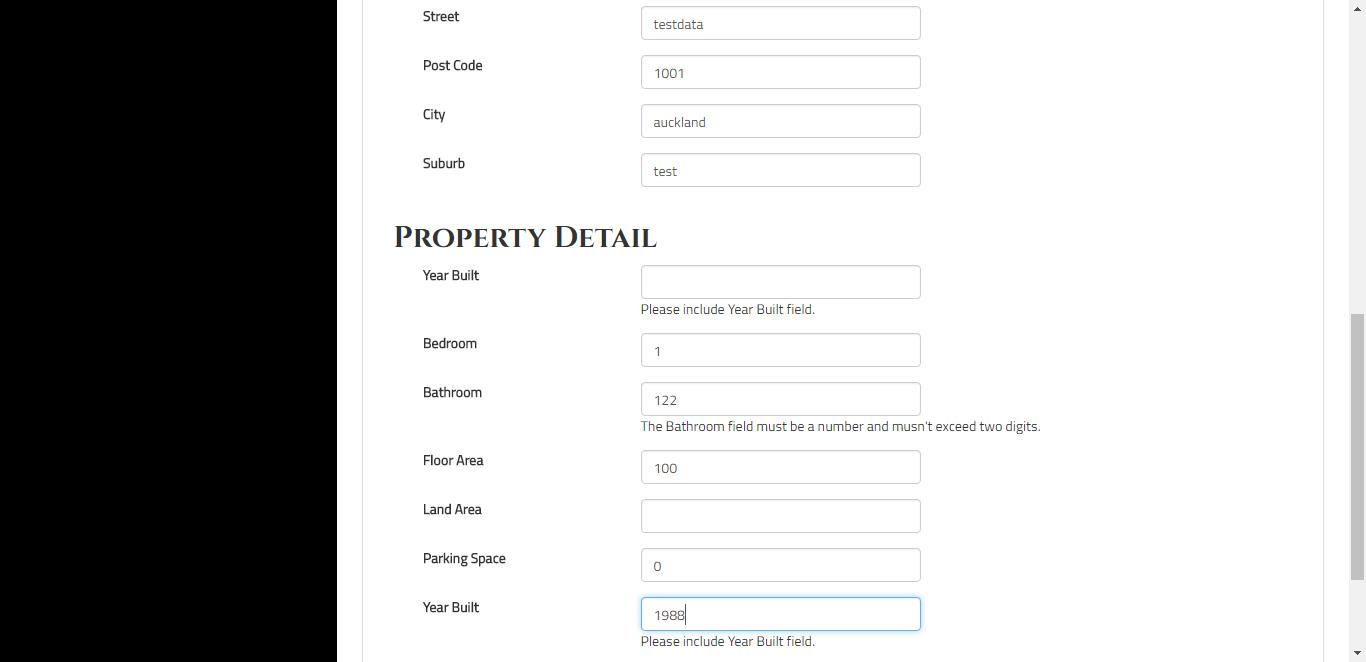 Street testdata
Post Code 1001
City auckland
Suburb test
Property Detail
Year Built
Please include Year Built field.
Bedroom 1
Bathroom 122
The Bathroom field must be a number and musn't exceed two digits.
Floor Area 100
Land Area
Parking Space 0
Year Built 1988
Please include Year Built field.